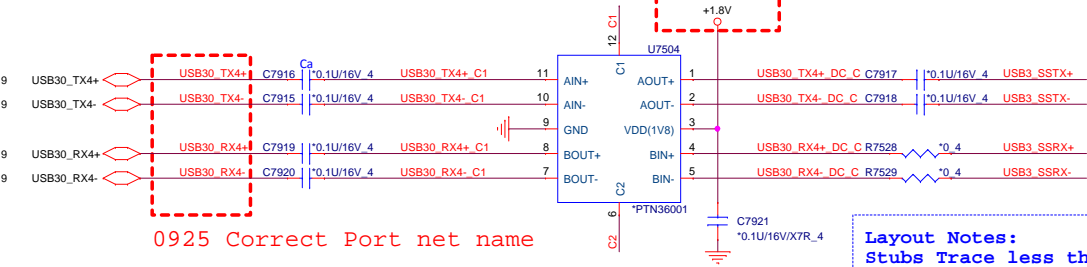 +1.8V
C1
12
U7504
9 USB30_TX4+ USB30_TX4+ C7916 Ca *0.1U/16V_4 USB30_TX4+_C1 11 AIN+ C1 AOUT+ 1 USB30_TX4+_DC_C C7917 *0.1U/16V_4 USB3_SSTX+
9 USB30_TX4- USB30_TX4- C7915 *0.1U/16V_4 USB30_TX4-_C1 10 AIN- AOUT- 2 USB30_TX4-_DC_C C7918 *0.1U/16V_4 USB3_SSTX-
9 GND VDD(1V8) 3
9 USB30_RX4+ USB30_RX4+ C7919 *0.1U/16V_4 USB30_RX4+_C1 8 BOUT+ BIN+ 4 USB30_RX4+_DC_C R7528 *0_4 USB3_SSRX+
9 USB30_RX4- USB30_RX4- C7920 *0.1U/16V_4 USB30_RX4-_C1 7 BOUT- C2 BIN- 5 USB30_RX4-_DC_C R7529 *0_4 USB3_SSRX-
*PTN36001
6
C2
C7921
*0.1U/16V/X7R_4
0925 Correct Port net name
Layout Notes:
Stubs Trace less th